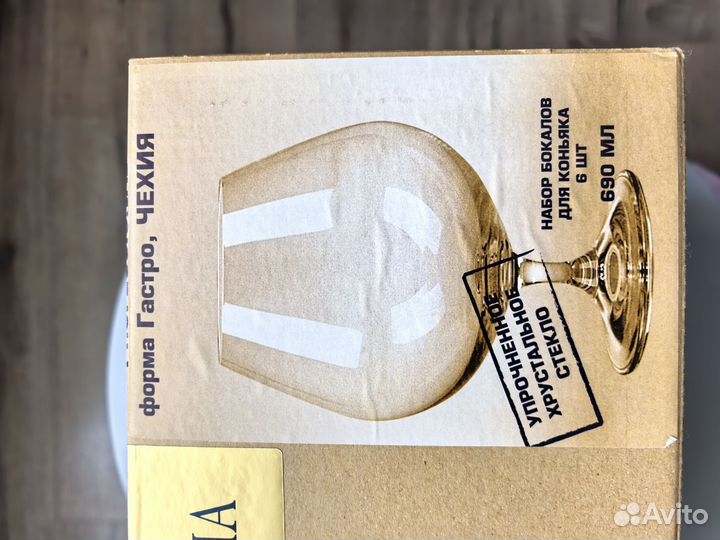 форма Гастро, ЧЕХИЯ
НАБОР БОКАЛОВ
ДЛЯ КОНЬЯКА
6 ШТ
690 МЛ
УПРОЧНЕННОЕ
ХРУСТАЛЬНОЕ
СТЕКЛО
Avito